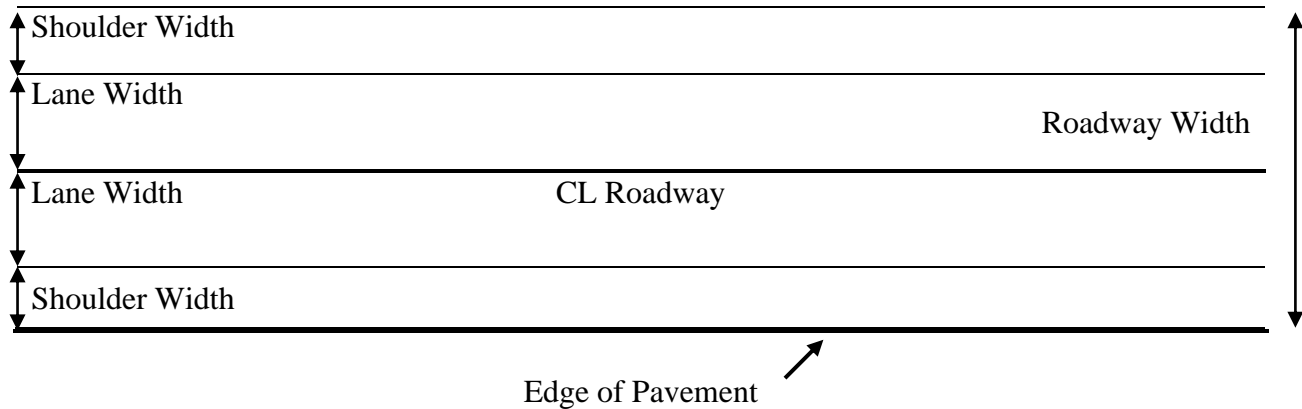 Shoulder Width
Lane Width
Roadway Width
Lane Width
CL Roadway
Shoulder Width
Edge of Pavement